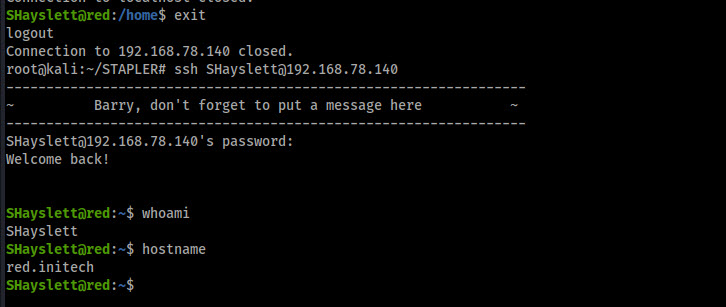 SHayslett@red:/home$ exit
logout
Connection to 192.168.78.140 closed.
root@kali:~/STAPLER# ssh SHayslett@192.168.78.140
-----------------------------------------------------------------
~          Barry, don't forget to put a message here           ~
-----------------------------------------------------------------
SHayslett@192.168.78.140's password:
Welcome back!
SHayslett@red:~$ whoami
SHayslett
SHayslett@red:~$ hostname
red.initech
SHayslett@red:~$